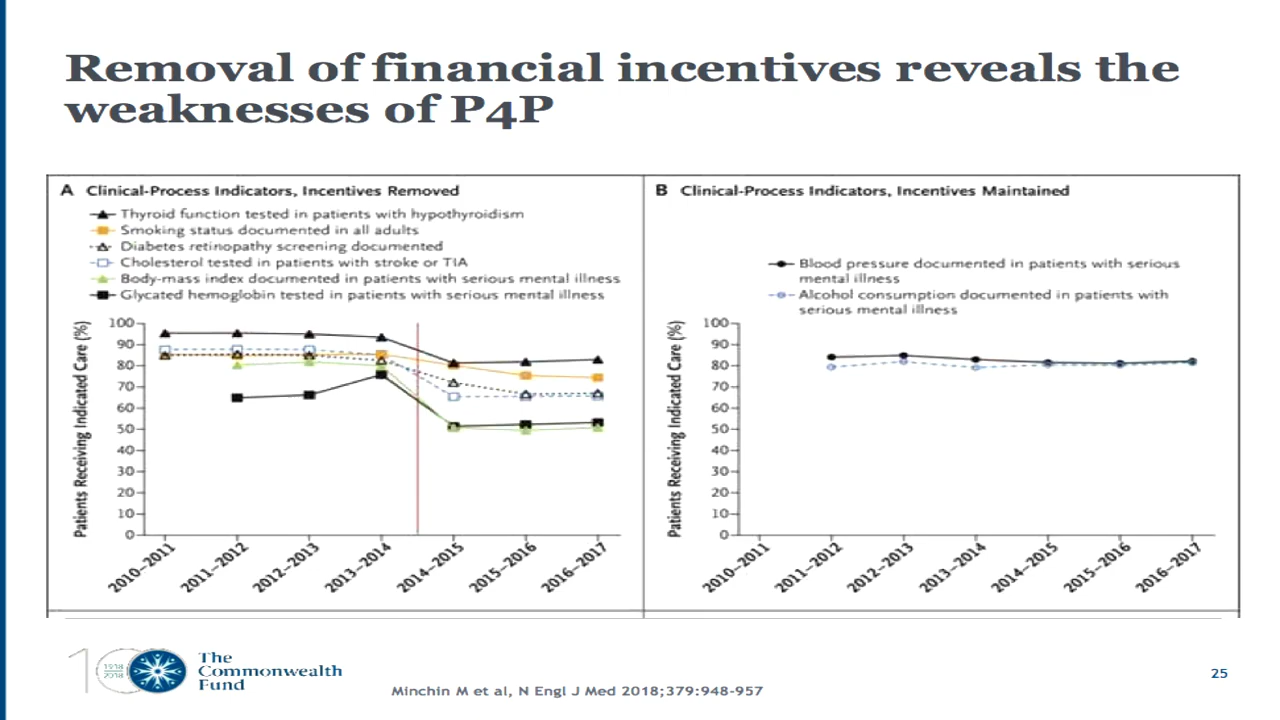 Removal of financial incentives reveals the
weaknesses of P4P
A Clinical-Process Indicators, Incentives Removed
Thyroid function tested in patients with hypothyroidism
Smoking status documented in all adults
Diabetes retinopathy screening documented
Cholesterol tested in patients with stroke or TIA
Body-mass index documented in patients with serious mental illness
Glycated hemoglobin tested in patients with serious mental illness
Patients Receiving Indicated Care (%)
100
90
80
70
60
50
40
30
20
10
0
2010–2011
2011–2012
2012–2013
2013–2014
2014–2015
2015–2016
2016–2017
B Clinical-Process Indicators, Incentives Maintained
Blood pressure documented in patients with serious
mental illness
Alcohol consumption documented in patients with
serious mental illness
Patients Receiving Indicated Care (%)
100
90
80
70
60
50
40
30
20
10
0
2010–2011
2011–2012
2012–2013
2013–2014
2014–2015
2015–2016
2016–2017
1918
2018
The
Commonwealth
Fund
Minchin M et al, N Engl J Med 2018;379:948-957
25